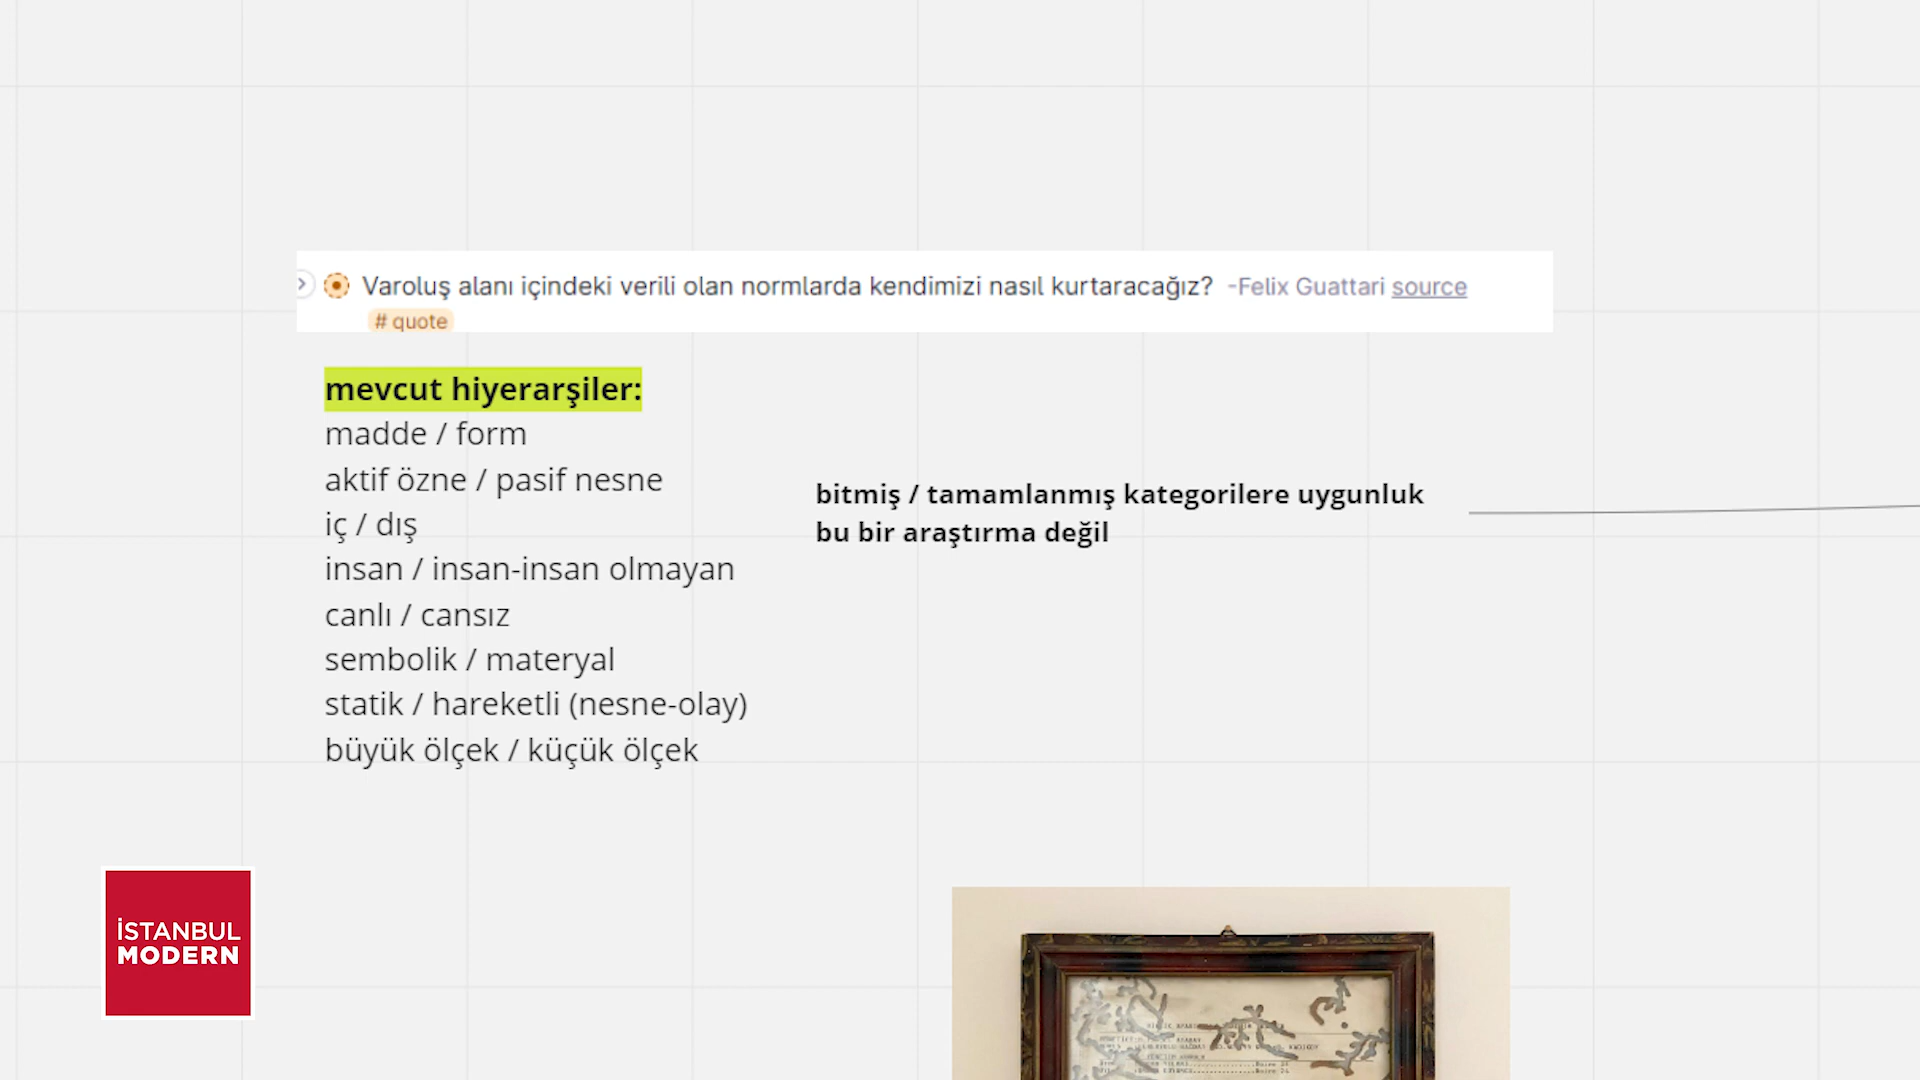 Varoluş alanı içindeki verili olan normlarda kendimizi nasıl kurtaracağız? -Felix Guattari source
# quote
mevcut hiyerarşiler:
madde / form
aktif özne / pasif nesne
iç / dış
insan / insan-insan olmayan
canlı / cansız
sembolik / materyal
statik / hareketli (nesne-olay)
büyük ölçek / küçük ölçek
bitmiş / tamamlanmış kategorilere uygunluk
bu bir araştırma değil
İSTANBUL
MODERN